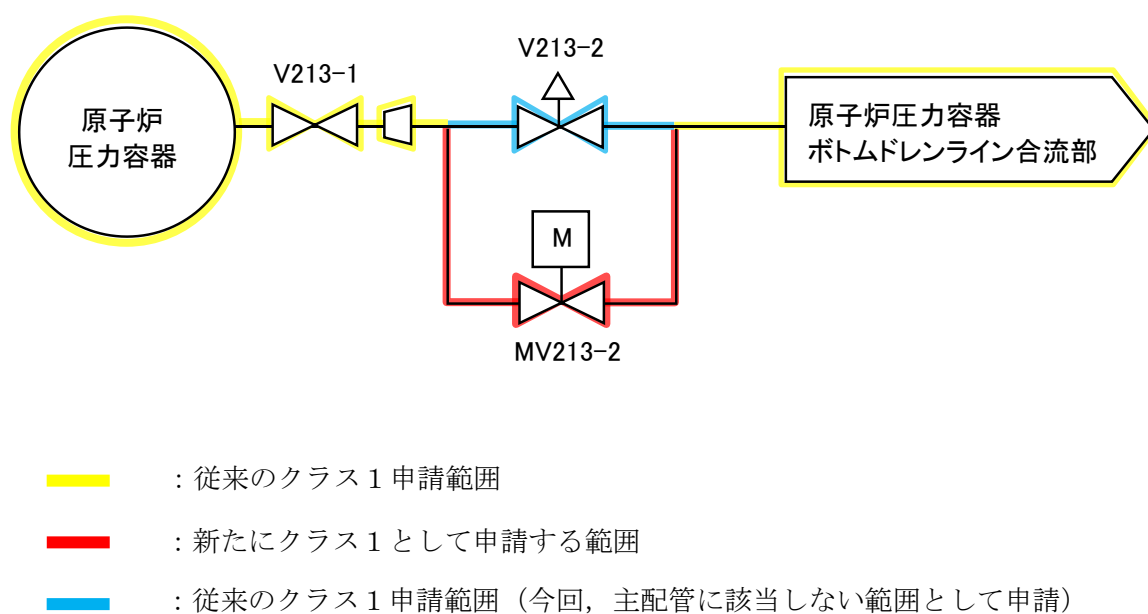 V213-2
V213-1
原子炉
圧力容器
原子炉圧力容器
ボトムドレンライン合流部
M
MV213-2
：従来のクラス１申請範囲
：新たにクラス１として申請する範囲
：従来のクラス１申請範囲（今回，主配管に該当しない範囲として申請）